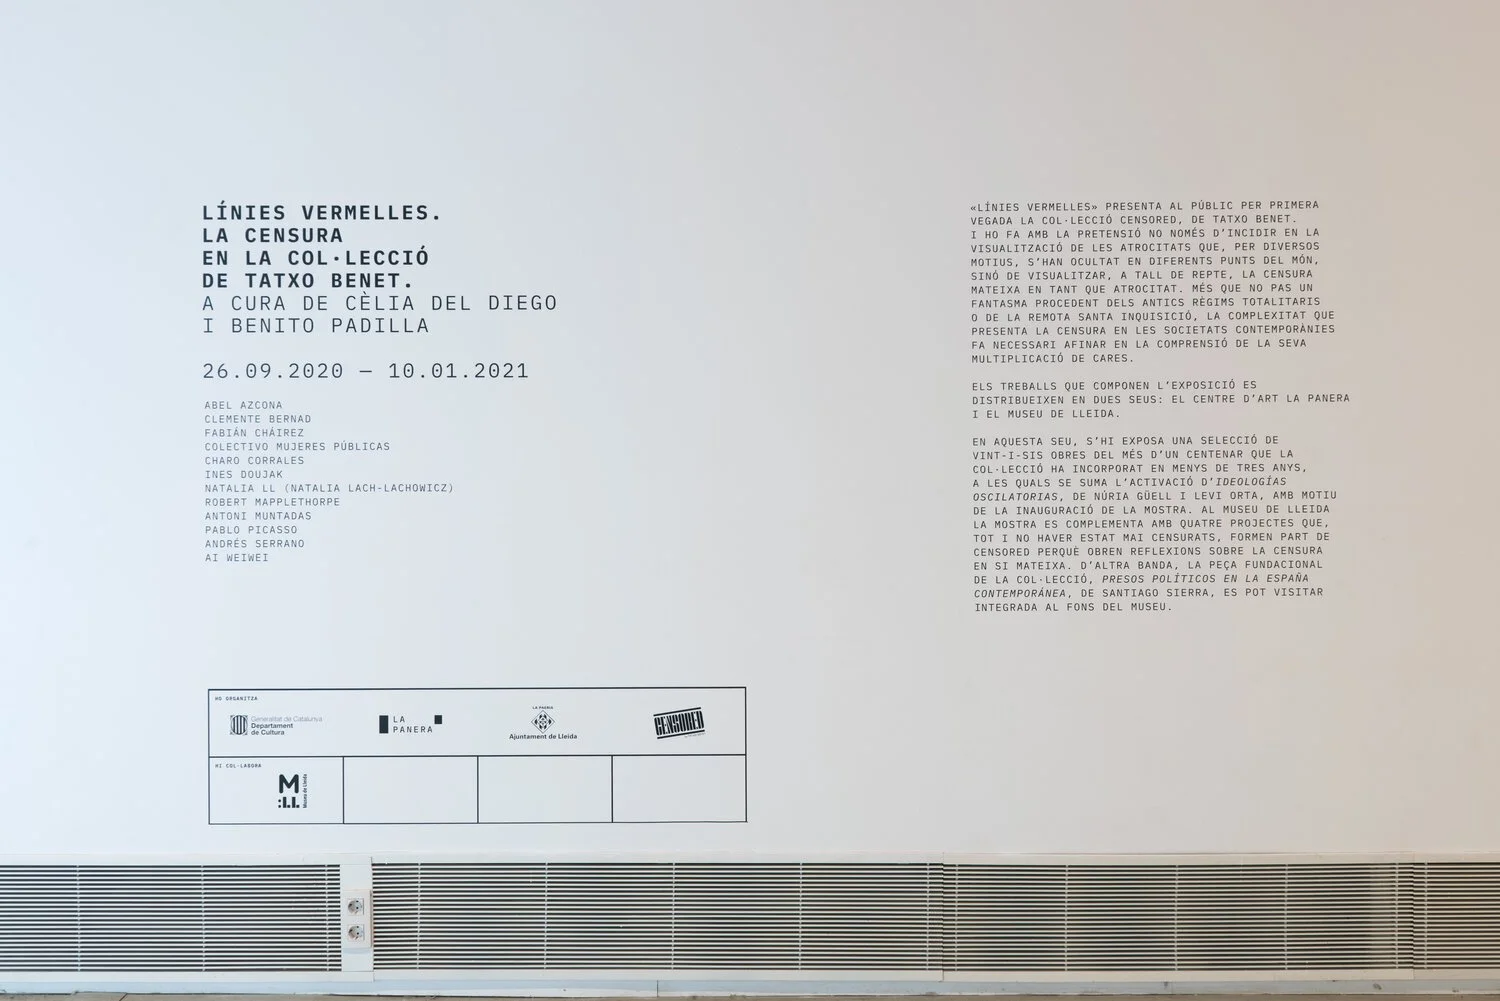 LÍNIES VERMELLES.
LA CENSURA
EN LA COL·LECCIÓ
DE TATXO BENET.
A CURA DE CÈLIA DEL DIEGO
I BENITO PADILLA
26.09.2020 — 10.01.2021
ABEL AZCONA
CLEMENTE BERNAD
FABIÁN CHÁIREZ
COLECTIVO MUJERES PÚBLICAS
CHARO CORRALES
INES DOUJAK
NATALIA LL (NATALIA LACH-LACHOWICZ)
ROBERT MAPPLETHORPE
ANTONI MUNTADAS
PABLO PICASSO
ANDRÉS SERRANO
AI WEIWEI
«LÍNIES VERMELLES» PRESENTA AL PÚBLIC PER PRIMERA
VEGADA LA COL·LECCIÓ CENSORED, DE TATXO BENET.
I HO FA AMB LA PRETENSIÓ NO NOMÉS D'INCIDIR EN LA
VISUALITZACIÓ DE LES ATROCITATS QUE, PER DIVERSOS
MOTIUS, S'HAN OCULTAT EN DIFERENTS PUNTS DEL MÓN,
SINÓ DE VISUALITZAR, A TALL DE REPTE, LA CENSURA
MATEIXA EN TANT QUE ATROCITAT. MÉS QUE NO PAS UN
FANTASMA PROCEDENT DELS ANTICS RÈGIMS TOTALITARIS
O DE LA REMOTA SANTA INQUISICIÓ, LA COMPLEXITAT QUE
PRESENTA LA CENSURA EN LES SOCIETATS CONTEMPORÀNIES
FA NECESSARI AFINAR EN LA COMPRENSIÓ DE LA SEVA
MULTIPLICACIÓ DE CARES.
ELS TREBALLS QUE COMPONEN L'EXPOSICIÓ ES
DISTRIBUEIXEN EN DUES SEUS: EL CENTRE D'ART LA PANERA
I EL MUSEU DE LLEIDA.
EN AQUESTA SEU, S'HI EXPOSA UNA SELECCIÓ DE
VINT-I-SIS OBRES DEL MÉS D'UN CENTENAR QUE LA
COL·LECCIÓ HA INCORPORAT EN MENYS DE TRES ANYS,
A LES QUALS SE SUMA L'ACTIVACIÓ D'IDEOLOGÍAS
OSCILATORIAS, DE NÚRIA GÜELL I LEVI ORTA, AMB MOTIU
DE LA INAUGURACIÓ DE LA MOSTRA. AL MUSEU DE LLEIDA
LA MOSTRA ES COMPLEMENTA AMB QUATRE PROJECTES QUE,
TOT I NO HAVER ESTAT MAI CENSURATS, FORMEN PART DE
CENSORED PERQUÈ OBREN REFLEXIONS SOBRE LA CENSURA
EN SI MATEIXA. D'ALTRA BANDA, LA PEÇA FUNDACIONAL
DE LA COL·LECCIÓ, PRESOS POLÍTICOS EN LA ESPAÑA
CONTEMPORÁNEA, DE SANTIAGO SIERRA, ES POT VISITAR
INTEGRADA AL FONS DEL MUSEU.
HO ORGANITZA
Generalitat de Catalunya
Departament
de Cultura
LA
PANERA
LA PAERIA
Ajuntament de Lleida
CENSORED
HI COL·LABORA
M
:LL
Museu de Lleida